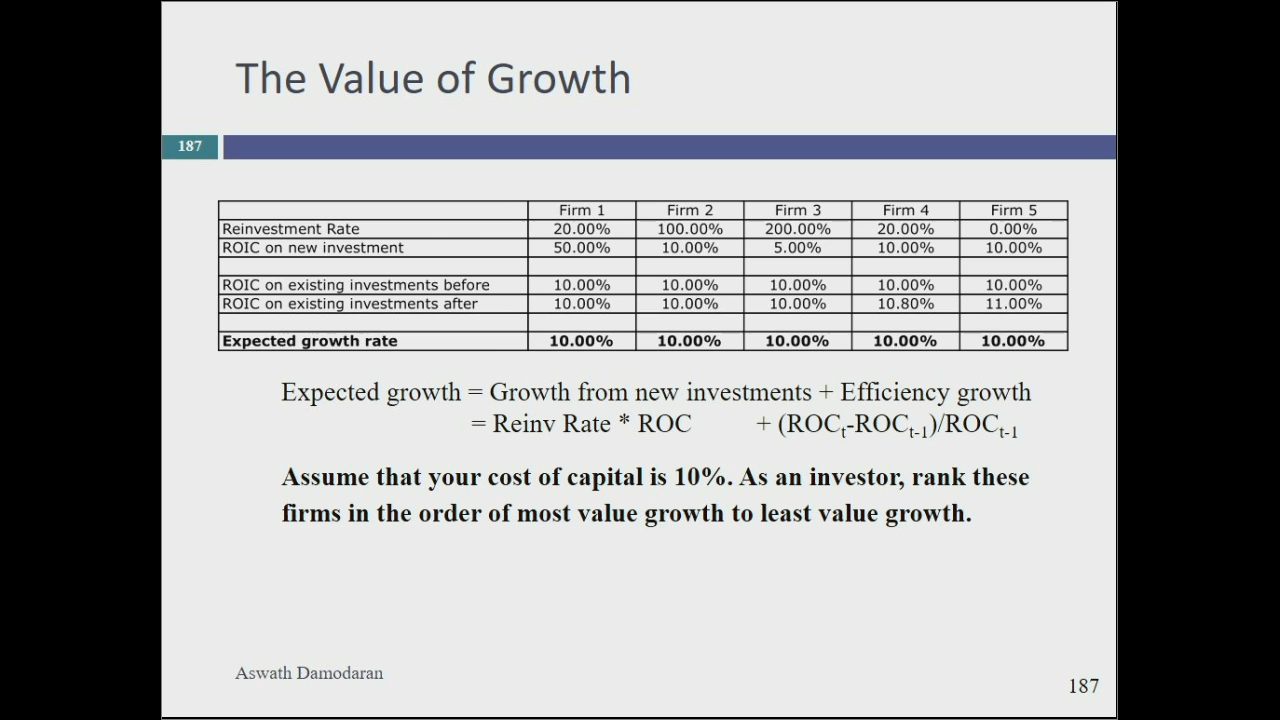 The Value of Growth
187
Firm 1 Firm 2 Firm 3 Firm 4 Firm 5
Reinvestment Rate 20.00% 100.00% 200.00% 20.00% 0.00%
ROIC on new investment 50.00% 10.00% 5.00% 10.00% 10.00%
ROIC on existing investments before 10.00% 10.00% 10.00% 10.00% 10.00%
ROIC on existing investments after 10.00% 10.00% 10.00% 10.80% 11.00%
Expected growth rate 10.00% 10.00% 10.00% 10.00% 10.00%
Expected growth = Growth from new investments + Efficiency growth
= Reinv Rate * ROC + (ROCt-ROCt-1)/ROCt-1
Assume that your cost of capital is 10%. As an investor, rank these
firms in the order of most value growth to least value growth.
Aswath Damodaran
187